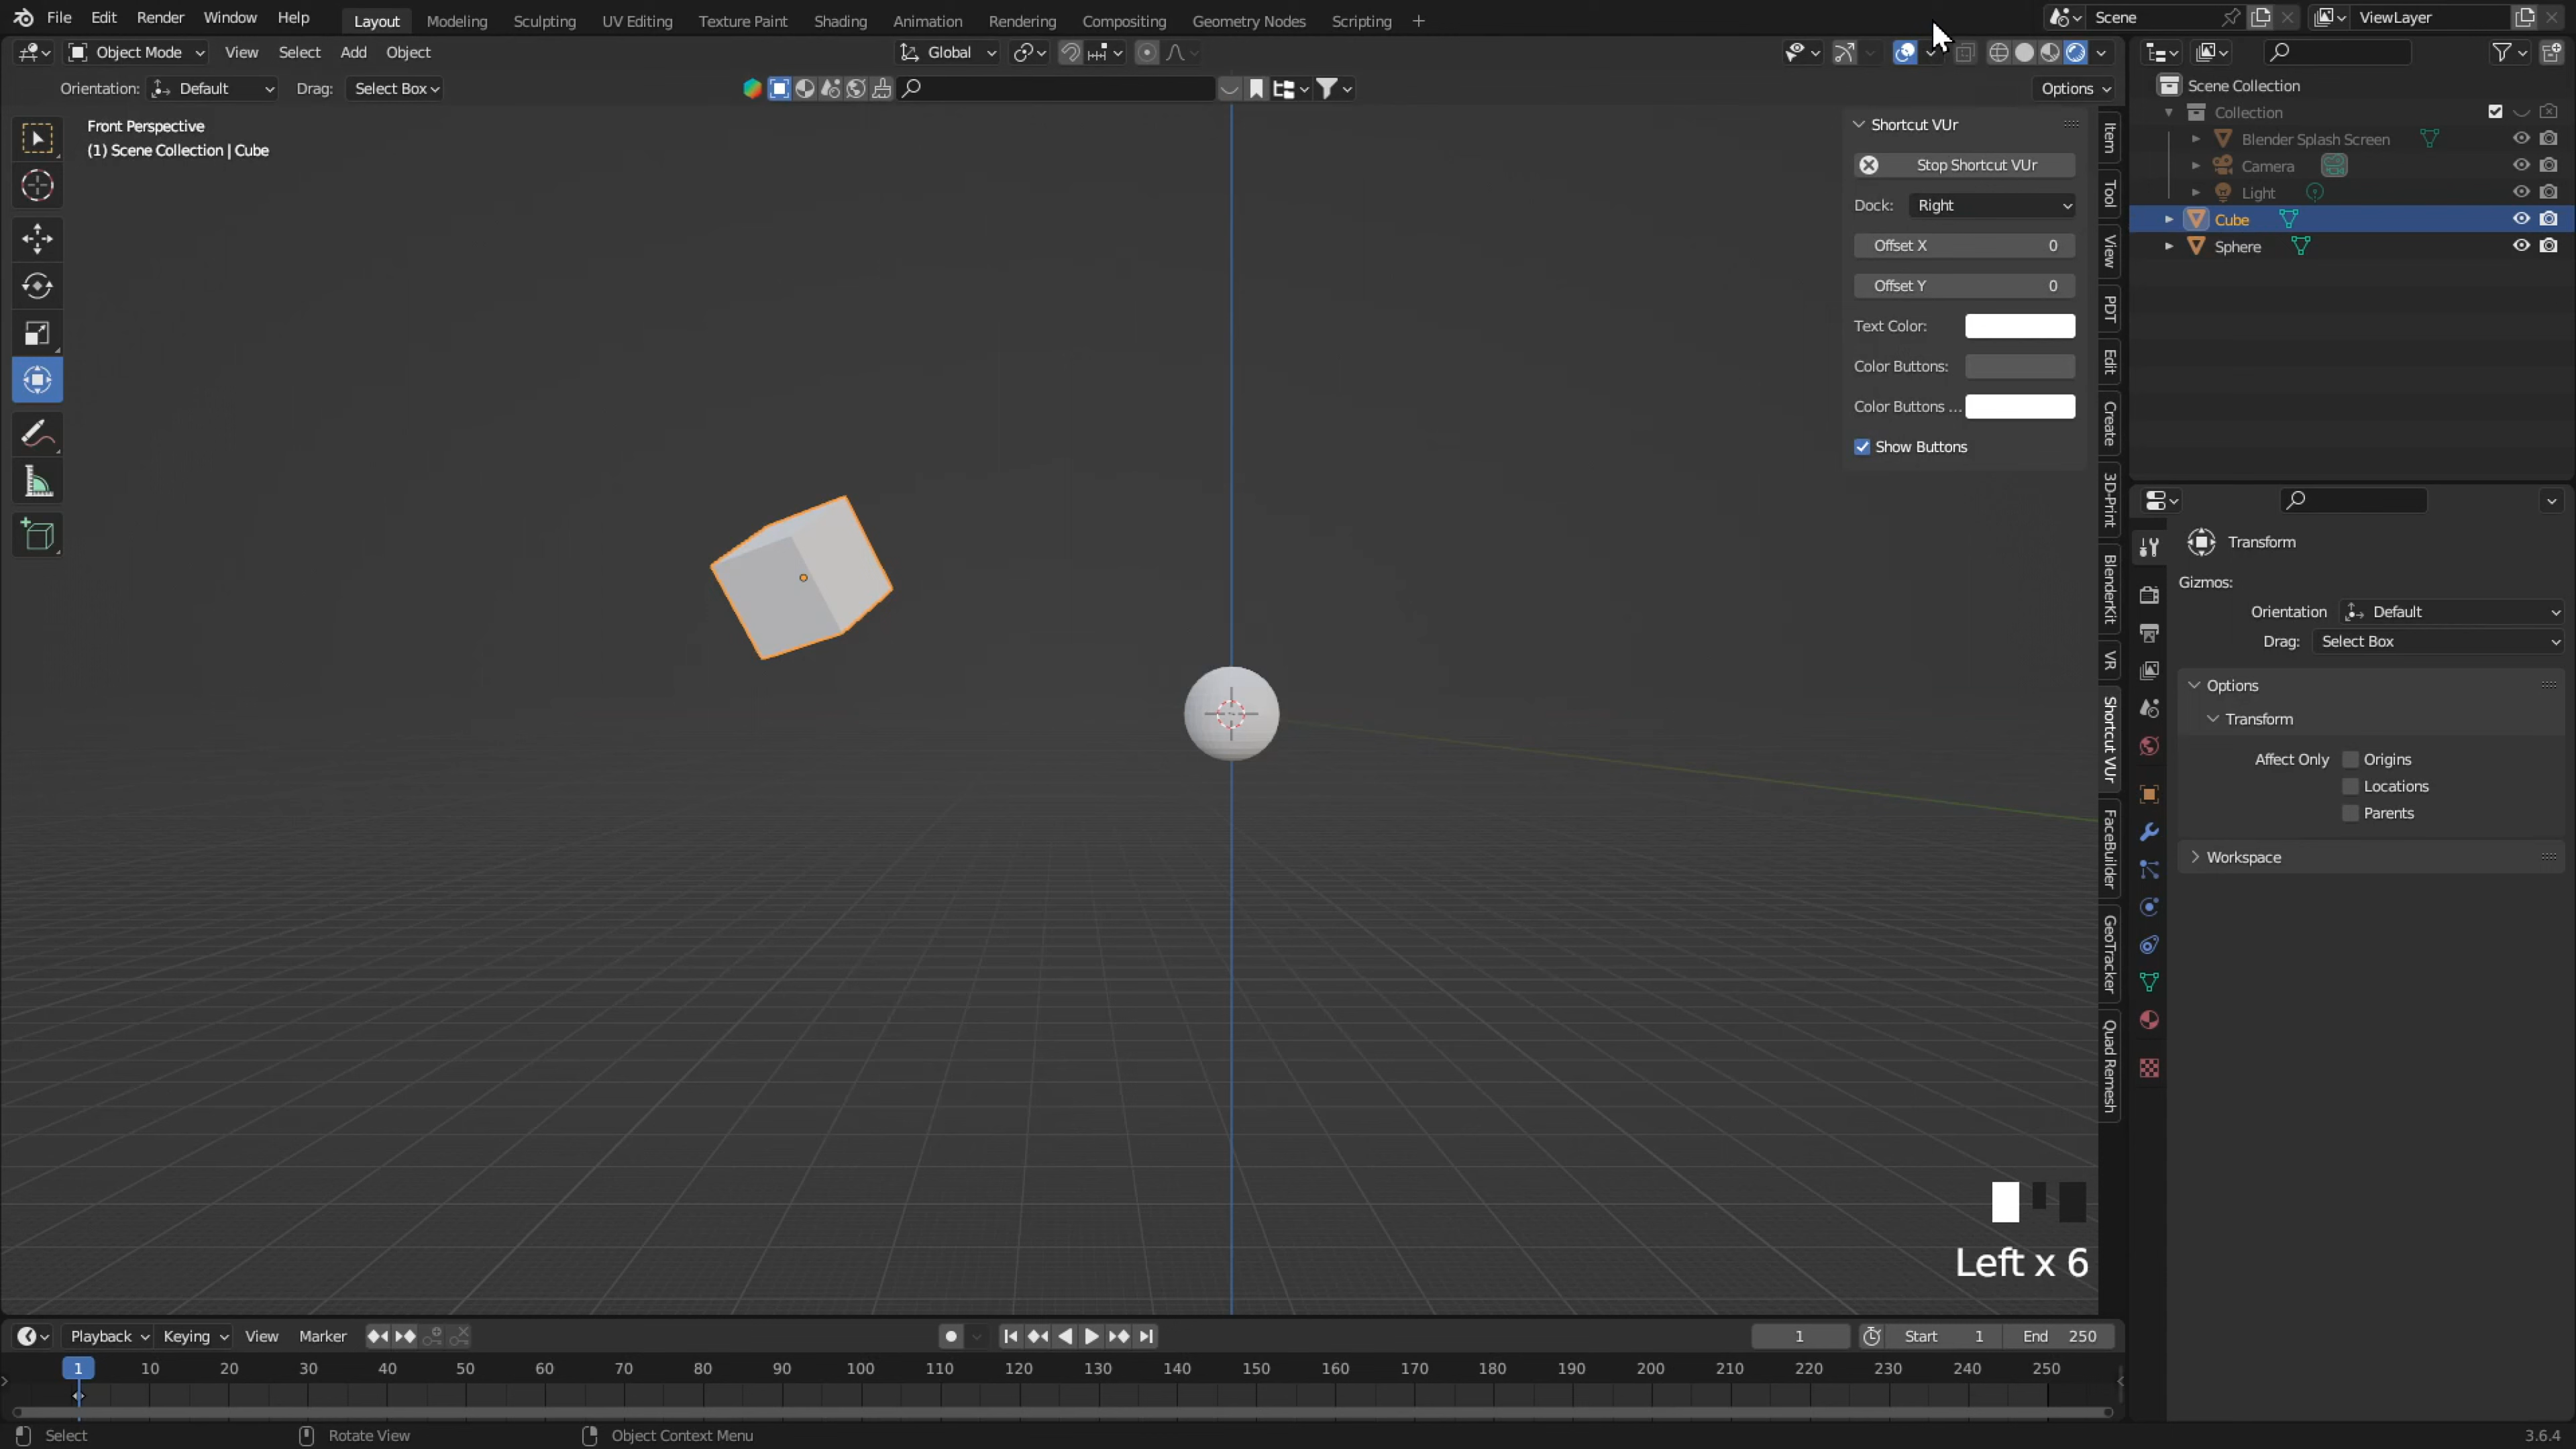 File Edit Render Window Help Layout Modeling Sculpting UV Editing Texture Paint Shading Animation Rendering Compositing Geometry Nodes Scripting + Scene ViewLayer
Object Mode View Select Add Object Global
Orientation: Default Drag: Select Box Options
Front Perspective
(1) Scene Collection | Cube
Shortcut VUr
Stop Shortcut VUr
Dock: Right
Offset X 0
Offset Y 0
Text Color:
Color Buttons:
Color Buttons ...
Show Buttons
Item
Tool
View
PDT
Edit
Create
3D-Print
BlenderKit
VR
Shortcut VUr
FaceBuilder
GeoTracker
Quad Remesh
Scene Collection
Collection
Blender Splash Screen
Camera
Light
Cube
Sphere
Transform
Gizmos:
Orientation Default
Drag: Select Box
Options
Transform
Affect Only Origins
Locations
Parents
Workspace
Left x 6
Playback Keying View Marker 1 Start 1 End 250
1 10 20 30 40 50 60 70 80 90 100 110 120 130 140 150 160 170 180 190 200 210 220 230 240 250
Select Rotate View Object Context Menu 3.6.4